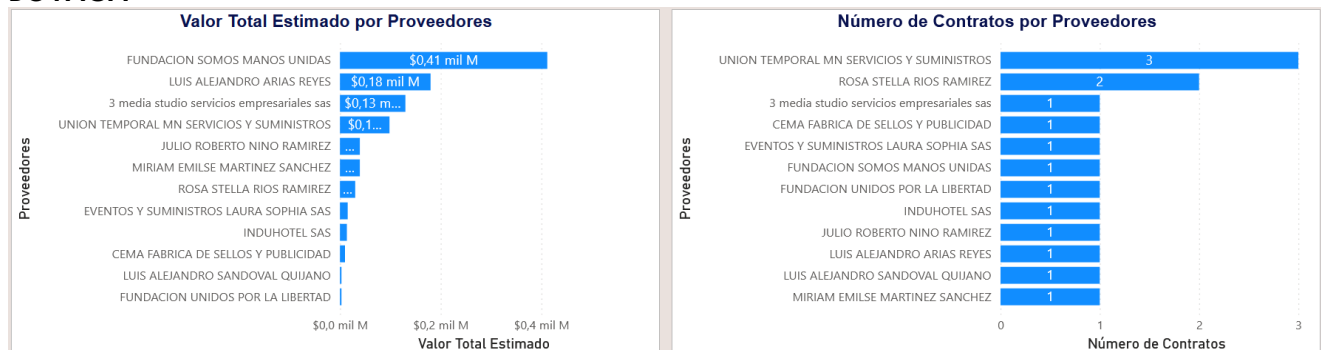 Valor Total Estimado por Proveedores
Proveedores
FUNDACION SOMOS MANOS UNIDAS $0,41 mil M
LUIS ALEJANDRO ARIAS REYES $0,18 mil M
3 media studio servicios empresariales sas $0,13 m...
UNION TEMPORAL MN SERVICIOS Y SUMINISTROS $0,1...
JULIO ROBERTO NINO RAMIREZ ...
MIRIAM EMILSE MARTINEZ SANCHEZ ...
ROSA STELLA RIOS RAMIREZ ...
EVENTOS Y SUMINISTROS LAURA SOPHIA SAS
INDUHOTEL SAS
CEMA FABRICA DE SELLOS Y PUBLICIDAD
LUIS ALEJANDRO SANDOVAL QUIJANO
FUNDACION UNIDOS POR LA LIBERTAD
$0,0 mil M $0,2 mil M $0,4 mil M
Valor Total Estimado
Número de Contratos por Proveedores
Proveedores
UNION TEMPORAL MN SERVICIOS Y SUMINISTROS 3
ROSA STELLA RIOS RAMIREZ 2
3 media studio servicios empresariales sas 1
CEMA FABRICA DE SELLOS Y PUBLICIDAD 1
EVENTOS Y SUMINISTROS LAURA SOPHIA SAS 1
FUNDACION SOMOS MANOS UNIDAS 1
FUNDACION UNIDOS POR LA LIBERTAD 1
INDUHOTEL SAS 1
JULIO ROBERTO NINO RAMIREZ 1
LUIS ALEJANDRO ARIAS REYES 1
LUIS ALEJANDRO SANDOVAL QUIJANO 1
MIRIAM EMILSE MARTINEZ SANCHEZ 1
0 1 2 3
Número de Contratos